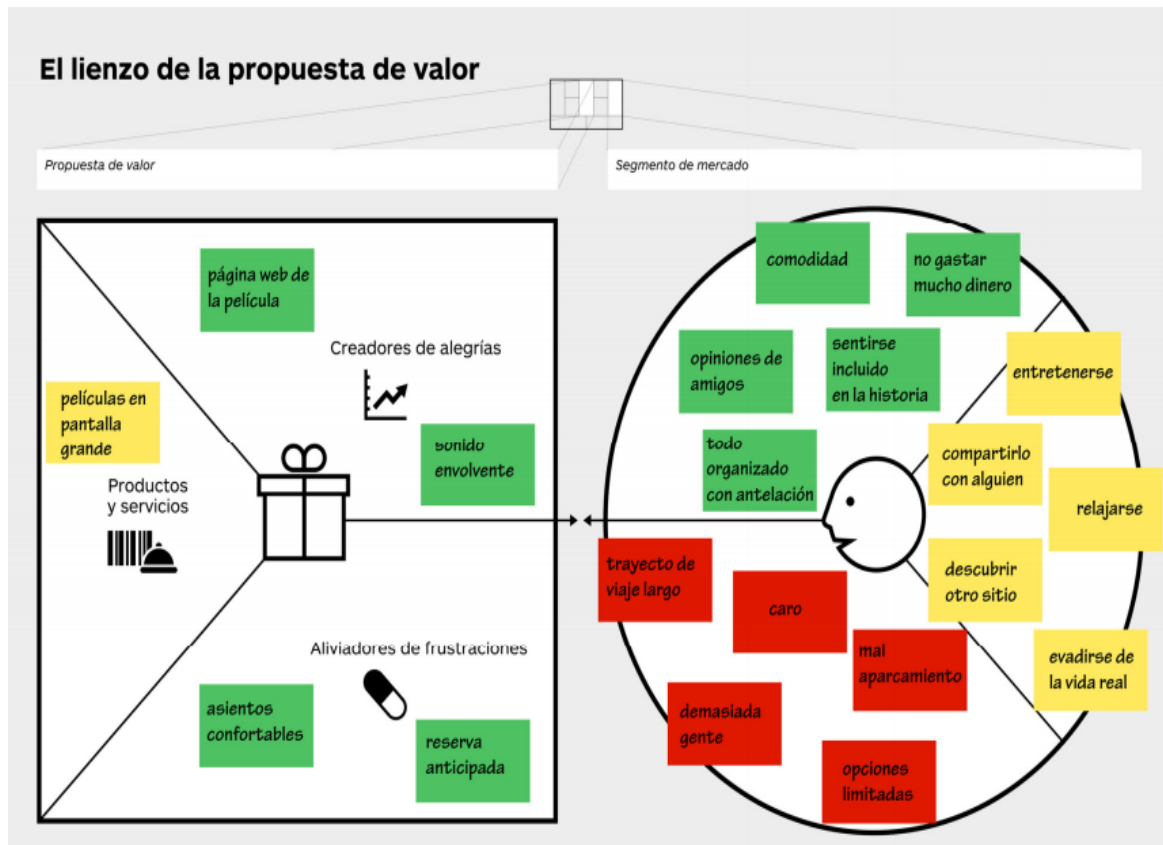 El lienzo de la propuesta de valor
Propuesta de valor
Segmento de mercado
página web de
la película
Creadores de alegrías
películas en
pantalla
grande
sonido
envolvente
Productos
y servicios
Aliviadores de frustraciones
asientos
confortables
reserva
anticipada
comodidad
no gastar
mucho dinero
opiniones de
amigos
sentirse
incluido
en la historia
todo
organizado
con antelación
entretenerse
compartirlo
con alguien
relajarse
descubrir
otro sitio
evadirse de
la vida real
trayecto de
viaje largo
caro
mal
aparcamiento
demasiada
gente
opciones
limitadas